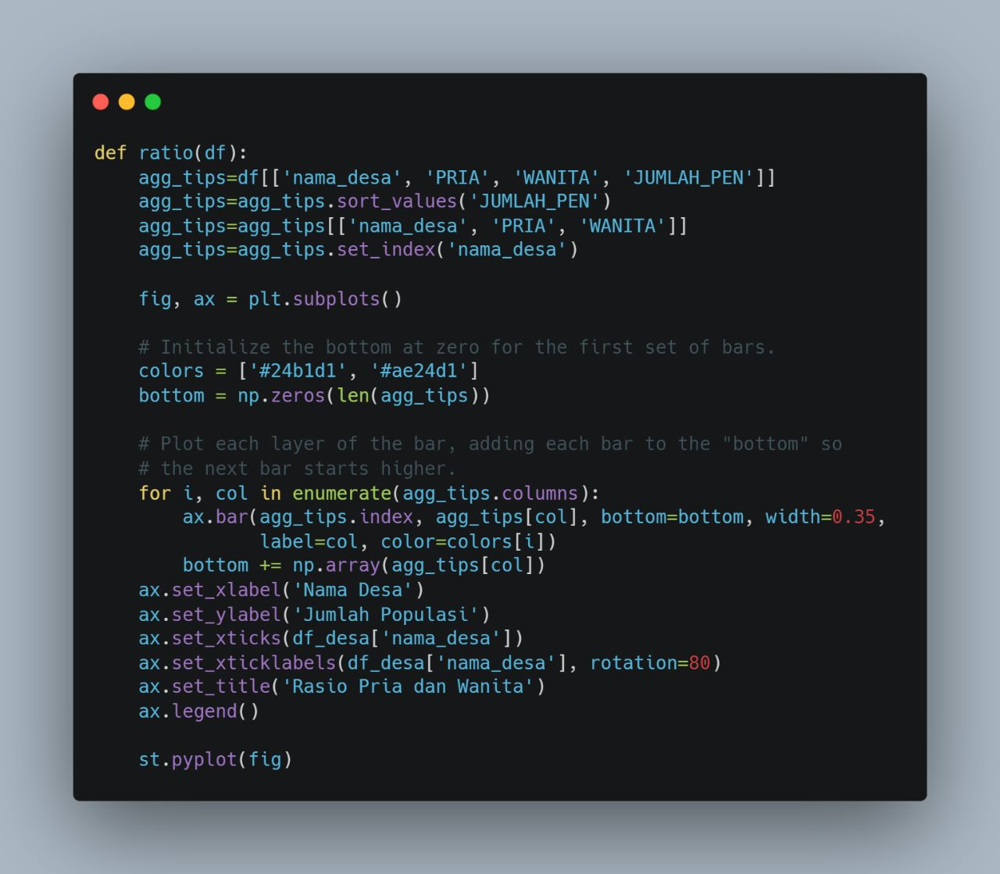 def ratio(df):
    agg_tips=df[['nama_desa', 'PRIA', 'WANITA', 'JUMLAH_PEN']]
    agg_tips=agg_tips.sort_values('JUMLAH_PEN')
    agg_tips=agg_tips[['nama_desa', 'PRIA', 'WANITA']]
    agg_tips=agg_tips.set_index('nama_desa')

    fig, ax = plt.subplots()

    # Initialize the bottom at zero for the first set of bars.
    colors = ['#24b1d1', '#ae24d1']
    bottom = np.zeros(len(agg_tips))

    # Plot each layer of the bar, adding each bar to the "bottom" so
    # the next bar starts higher.
    for i, col in enumerate(agg_tips.columns):
        ax.bar(agg_tips.index, agg_tips[col], bottom=bottom, width=0.35,
               label=col, color=colors[i])
        bottom += np.array(agg_tips[col])
    ax.set_xlabel('Nama Desa')
    ax.set_ylabel('Jumlah Populasi')
    ax.set_xticks(df_desa['nama_desa'])
    ax.set_xticklabels(df_desa['nama_desa'], rotation=80)
    ax.set_title('Rasio Pria dan Wanita')
    ax.legend()

    st.pyplot(fig)